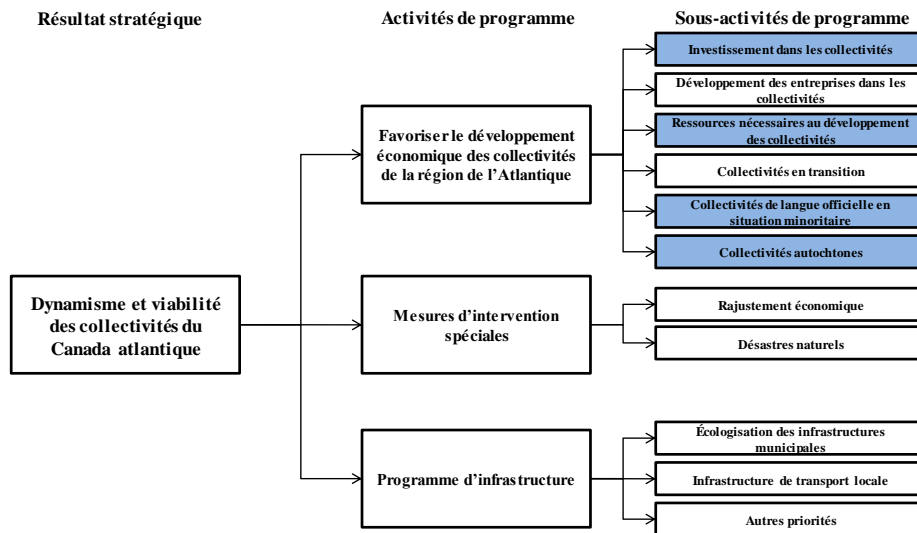 Résultat stratégique
Activités de programme
Sous-activités de programme
Dynamisme et viabilité
des collectivités du
Canada atlantique
Favoriser le développement
économique des collectivités
de la région de l'Atlantique
Investissement dans les collectivités
Développement des entreprises dans les
collectivités
Ressources nécessaires au développement
des collectivités
Collectivités en transition
Collectivités de langue officielle en
situation minoritaire
Collectivités autochtones
Mesures d'intervention
spéciales
Rajustement économique
Désastres naturels
Programme d'infrastructure
Écologisation des infrastructures
municipales
Infrastructure de transport locale
Autres priorités